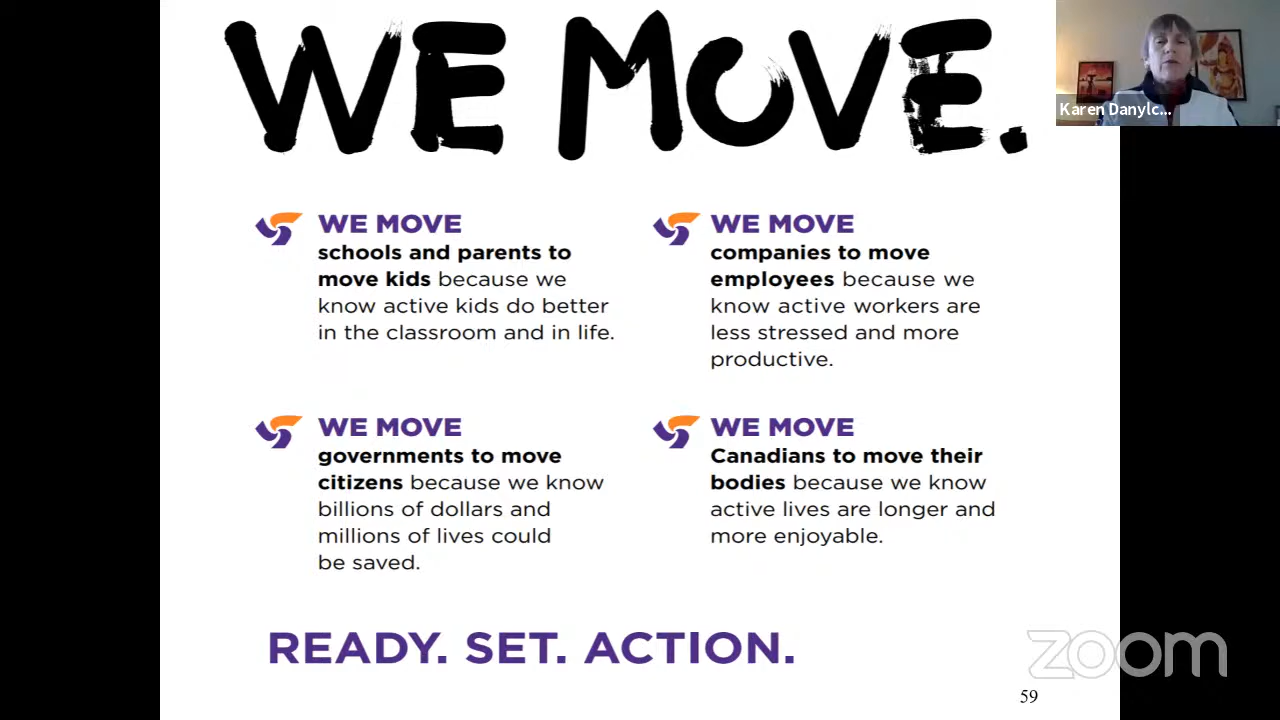 WE MOVE.
Karen Danylc...
WE MOVE
schools and parents to
move kids because we
know active kids do better
in the classroom and in life.
WE MOVE
companies to move
employees because we
know active workers are
less stressed and more
productive.
WE MOVE
governments to move
citizens because we know
billions of dollars and
millions of lives could
be saved.
WE MOVE
Canadians to move their
bodies because we know
active lives are longer and
more enjoyable.
READY. SET. ACTION.
zoom
59